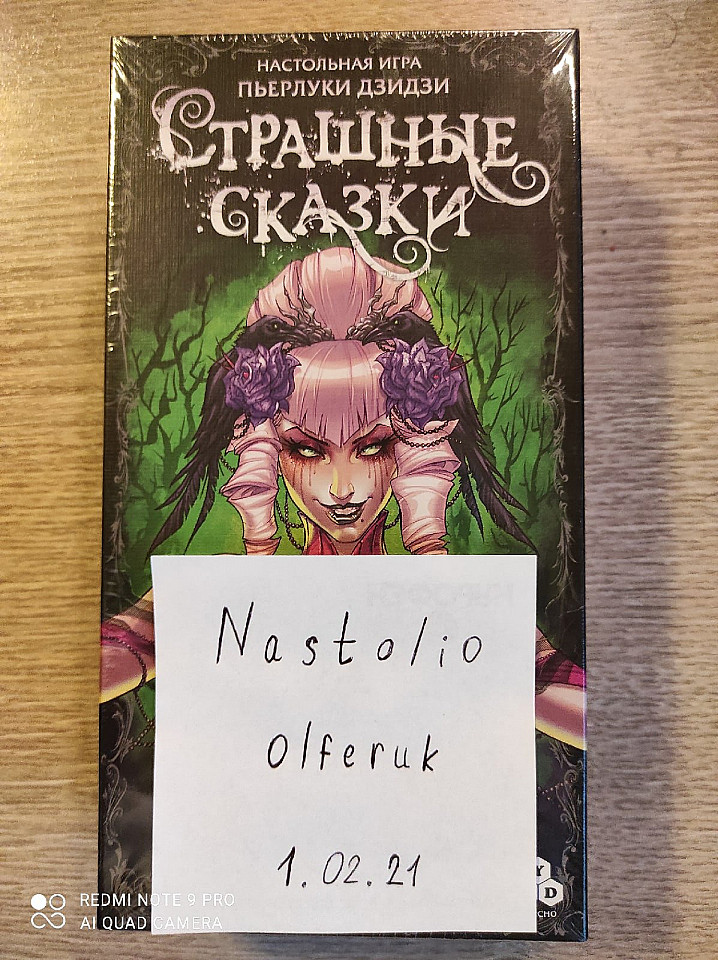 НАСТОЛЬНАЯ ИГРА
ПЬЕРЛУКИ ДЗИДЗИ
СТРАШНЫЕ
СКАЗКИ
Nastolio
olferuk
1.02.21
Y
D
REDMI NOTE 9 PRO
AI QUAD CAMERA